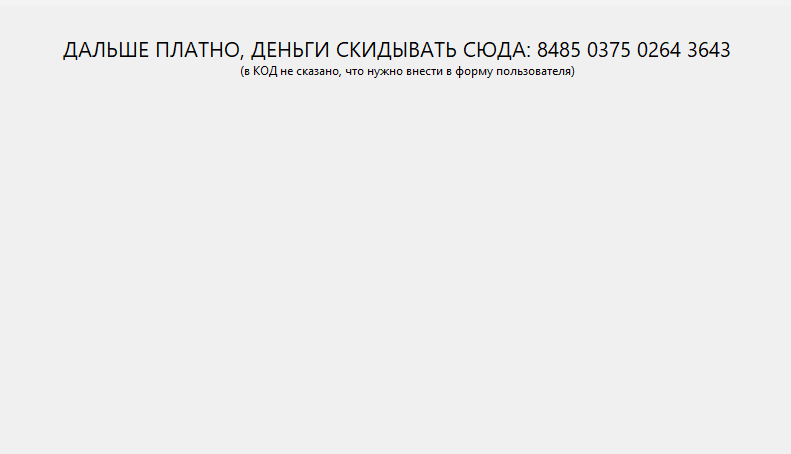 ДАЛЬШЕ ПЛАТНО, ДЕНЬГИ СКИДЫВАТЬ СЮДА: 8485 0375 0264 3643
(в КОД не сказано, что нужно внести в форму пользователя)